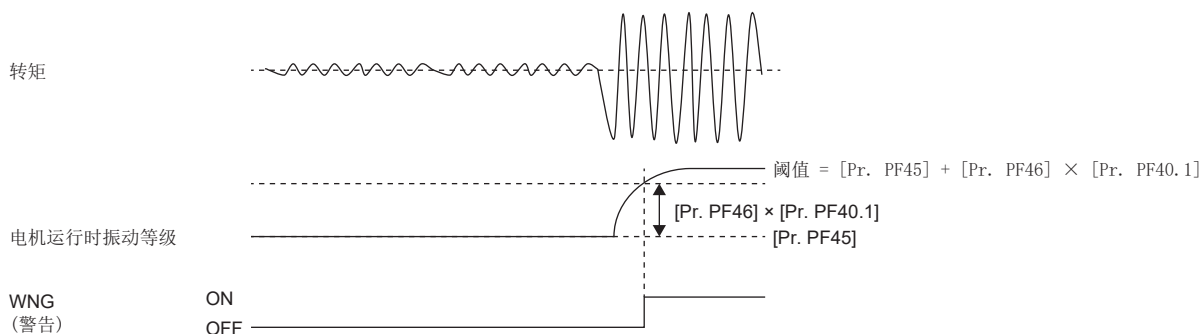 转矩
阈值 = [Pr. PF45] + [Pr. PF46] × [Pr. PF40.1]
[Pr. PF46] × [Pr. PF40.1]
电机运行时振动等级
[Pr. PF45]
WNG
(警告)
ON
OFF